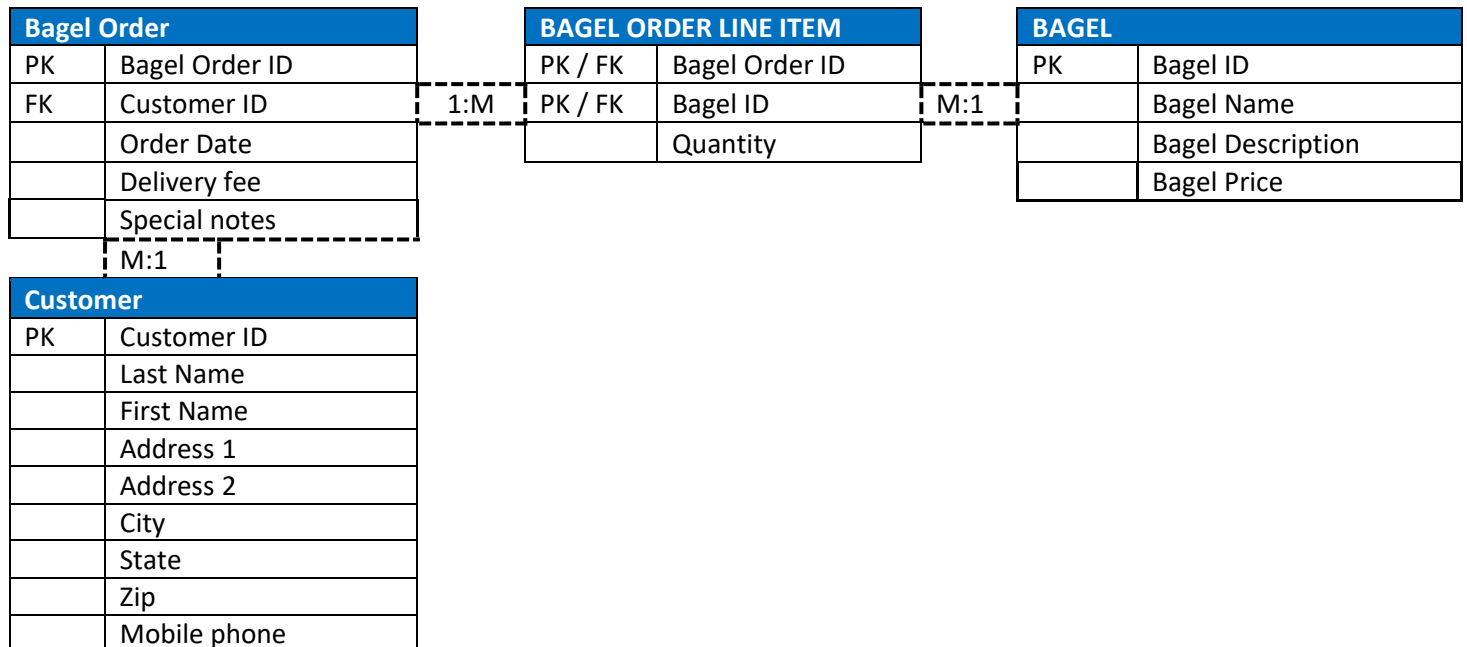 Bagel Order
PK Bagel Order ID
FK Customer ID
Order Date
Delivery fee
Special notes
1:M
BAGEL ORDER LINE ITEM
PK / FK Bagel Order ID
PK / FK Bagel ID
Quantity
M:1
BAGEL
PK Bagel ID
Bagel Name
Bagel Description
Bagel Price
M:1
Customer
PK Customer ID
Last Name
First Name
Address 1
Address 2
City
State
Zip
Mobile phone